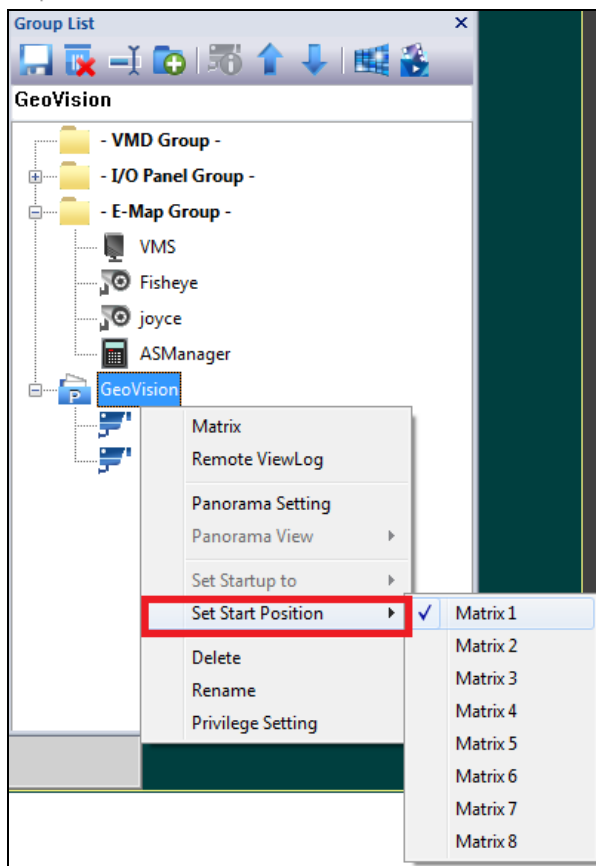 Group List
GeoVision
- VMD Group -
- I/O Panel Group -
- E-Map Group -
VMS
Fisheye
joyce
ASManager
GeoVision
Matrix
Remote ViewLog
Panorama Setting
Panorama View
Set Startup to
Set Start Position
Delete
Rename
Privilege Setting
Matrix 1
Matrix 2
Matrix 3
Matrix 4
Matrix 5
Matrix 6
Matrix 7
Matrix 8